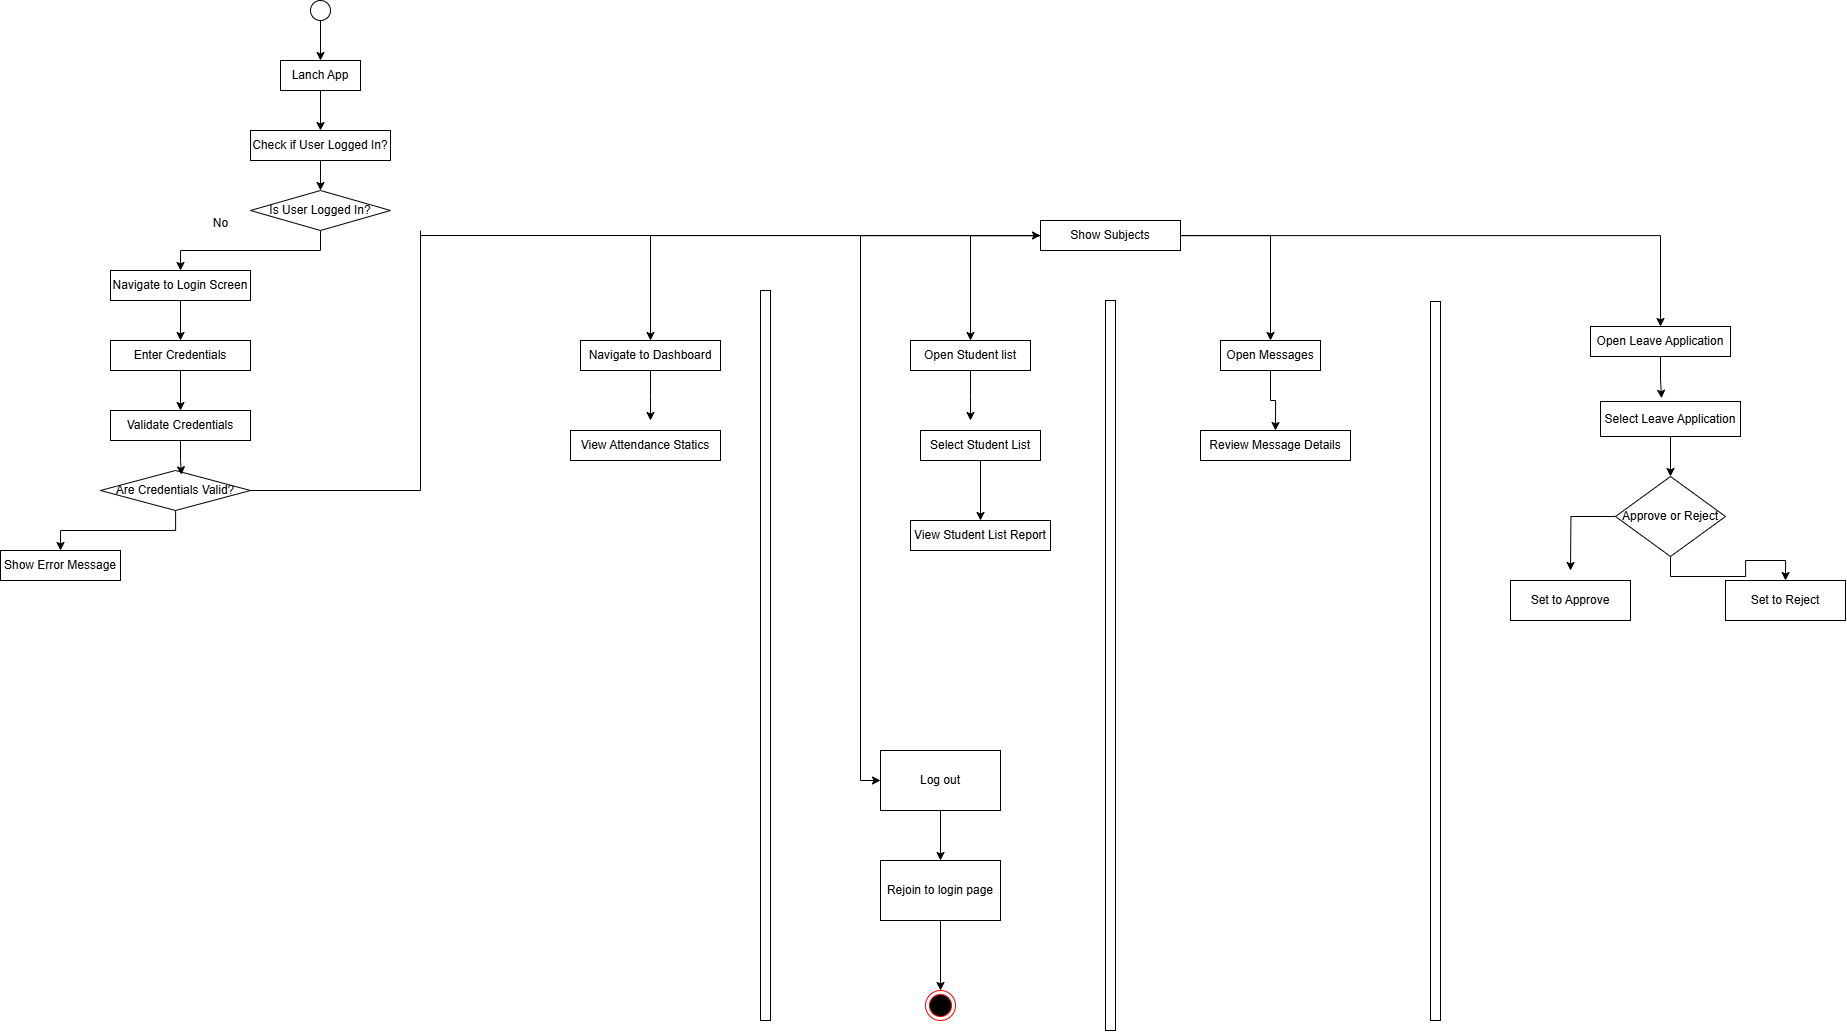 Lanch App
Check if User Logged In?
Is User Logged In?
No
Navigate to Login Screen
Enter Credentials
Validate Credentials
Are Credentials Valid?
Show Error Message
Show Subjects
Navigate to Dashboard
View Attendance Statics
Open Student list
Select Student List
View Student List Report
Open Messages
Review Message Details
Open Leave Application
Select Leave Application
Approve or Reject
Set to Approve
Set to Reject
Log out
Rejoin to login page